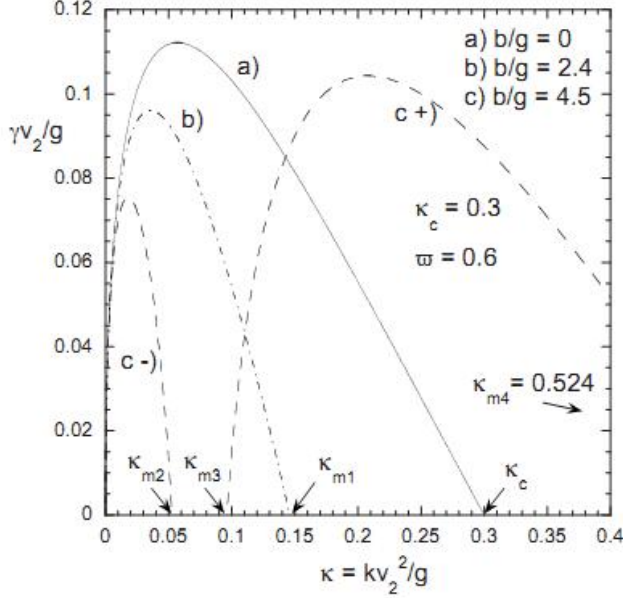 0.12
0.1
0.08
0.06
0.04
0.02
0
γv₂/g
a)
b)
c +)
c -)
a) b/g = 0
b) b/g = 2.4
c) b/g = 4.5
κc = 0.3
ϖ = 0.6
κm4 = 0.524
κm2
κm3
κm1
κc
0 0.05 0.1 0.15 0.2 0.25 0.3 0.35 0.4
κ = kv₂²/g